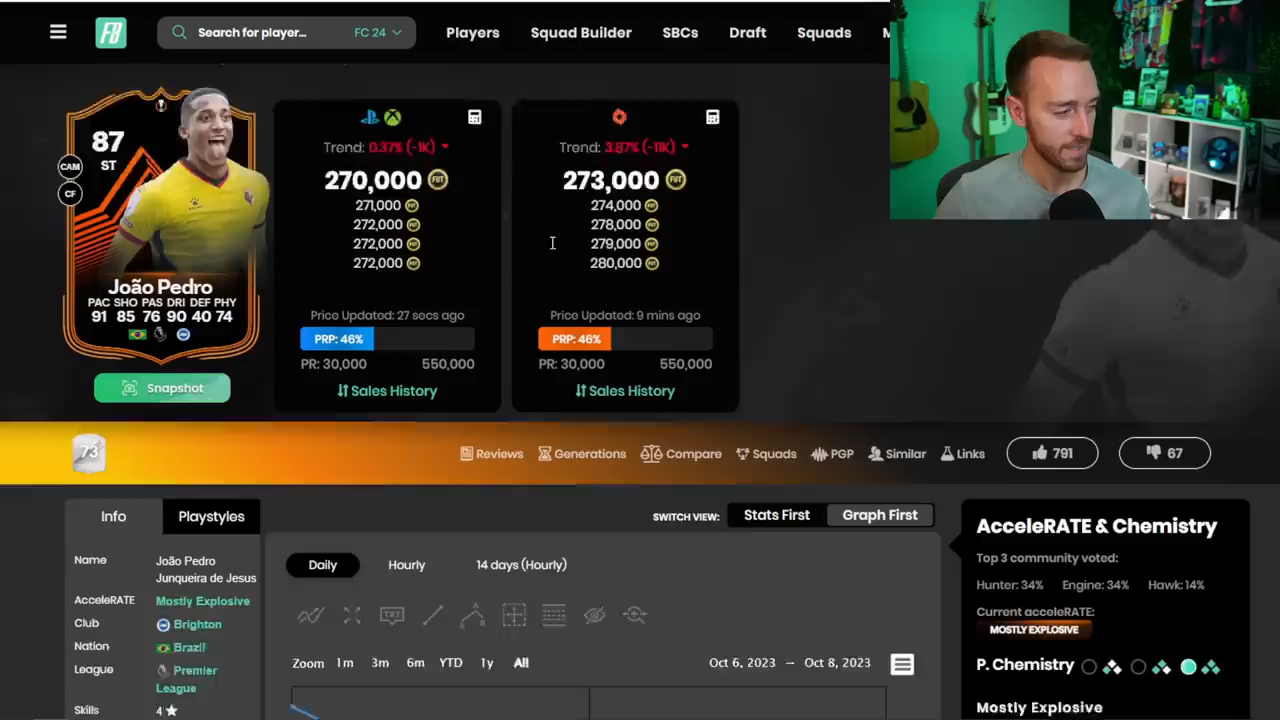 FB
Search for player...
FC 24
Players
Squad Builder
SBCs
Draft
Squads
M
87
ST
CAM
CF
João Pedro
PAC SHO PAS DRI DEF PHY
91 85 76 90 40 74
Snapshot
Trend: 0.37% (-1K)
270,000
271,000
272,000
272,000
272,000
Price Updated: 27 secs ago
PRP: 46%
PR: 30,000
550,000
Sales History
Trend: 3.87% (-11K)
273,000
274,000
278,000
279,000
280,000
Price Updated: 9 mins ago
PRP: 46%
PR: 30,000
550,000
Sales History
73
Reviews
Generations
Compare
Squads
PGP
Similar
Links
791
67
Info
Playstyles
Name
João Pedro
Junqueira de Jesus
AcceleRATE
Mostly Explosive
Club
Brighton
Nation
Brazil
League
Premier
League
Skills
4
SWITCH VIEW:
Stats First
Graph First
Daily
Hourly
14 days (Hourly)
TXT
Zoom
1m
3m
6m
YTD
1y
All
Oct 6, 2023 → Oct 8, 2023
AcceleRATE & Chemistry
Top 3 community voted:
Hunter: 34%
Engine: 34%
Hawk: 14%
Current acceleRATE:
MOSTLY EXPLOSIVE
P. Chemistry
Mostly Explosive